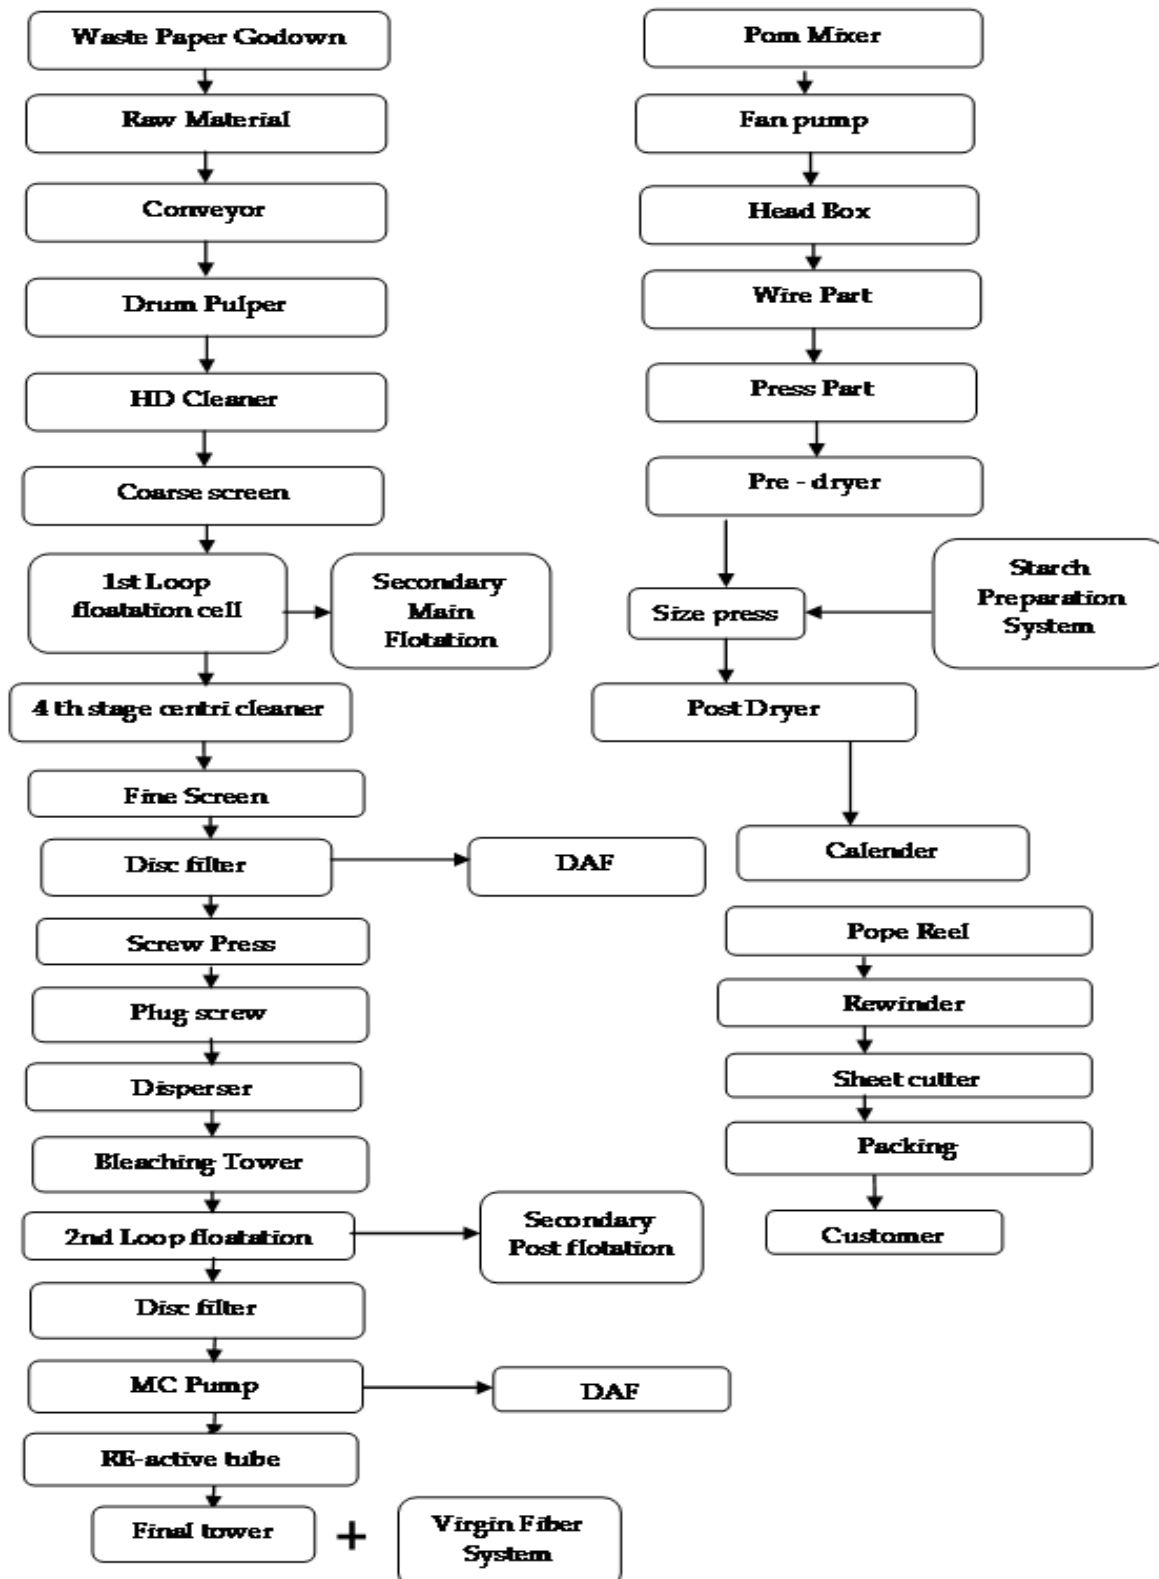 Waste Paper Godown
Raw Material
Conveyor
Drum Pulper
HD Cleaner
Coarse screen
1st Loop
floatation cell
Secondary
Main
Flotation
4 th stage centri cleaner
Fine Screen
Disc filter
DAF
Screw Press
Plug screw
Disperser
Bleaching Tower
2nd Loop floatation
Secondary
Post flotation
Disc filter
MC Pump
DAF
RE-active tube
Final tower
+
Virgin Fiber
System
Pom Mixer
Fan pump
Head Box
Wire Part
Press Part
Pre - dryer
Size press
Starch
Preparation
System
Post Dryer
Calender
Pope Reel
Rewinder
Sheet cutter
Packing
Customer